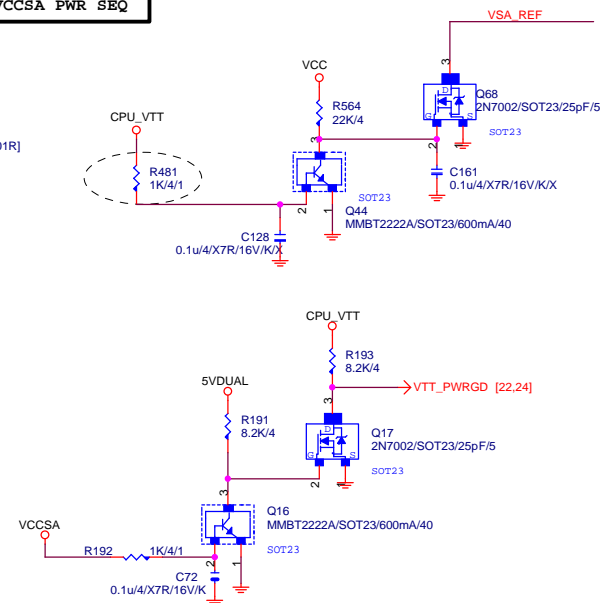 VCCSA PWR SEQ
VSA_REF
VCC
3
D
Q68
2N7002/SOT23/25pF/5
G
S
SOT23
2
1
R564
22K/4
CPU_VTT
01R]
R481
1K/4/1
3
SOT23
2
1
Q44
MMBT2222A/SOT23/600mA/40
C161
0.1u/4/X7R/16V/K/X
C128
0.1u/4/X7R/16V/K/X
CPU_VTT
R193
8.2K/4
5VDUAL
VTT_PWRGD [22,24]
R191
8.2K/4
3
D
Q17
2N7002/SOT23/25pF/5
G
S
SOT23
2
1
3
Q16
MMBT2222A/SOT23/600mA/40
SOT23
VCCSA
R192
1K/4/1
2
1
C72
0.1u/4/X7R/16V/K